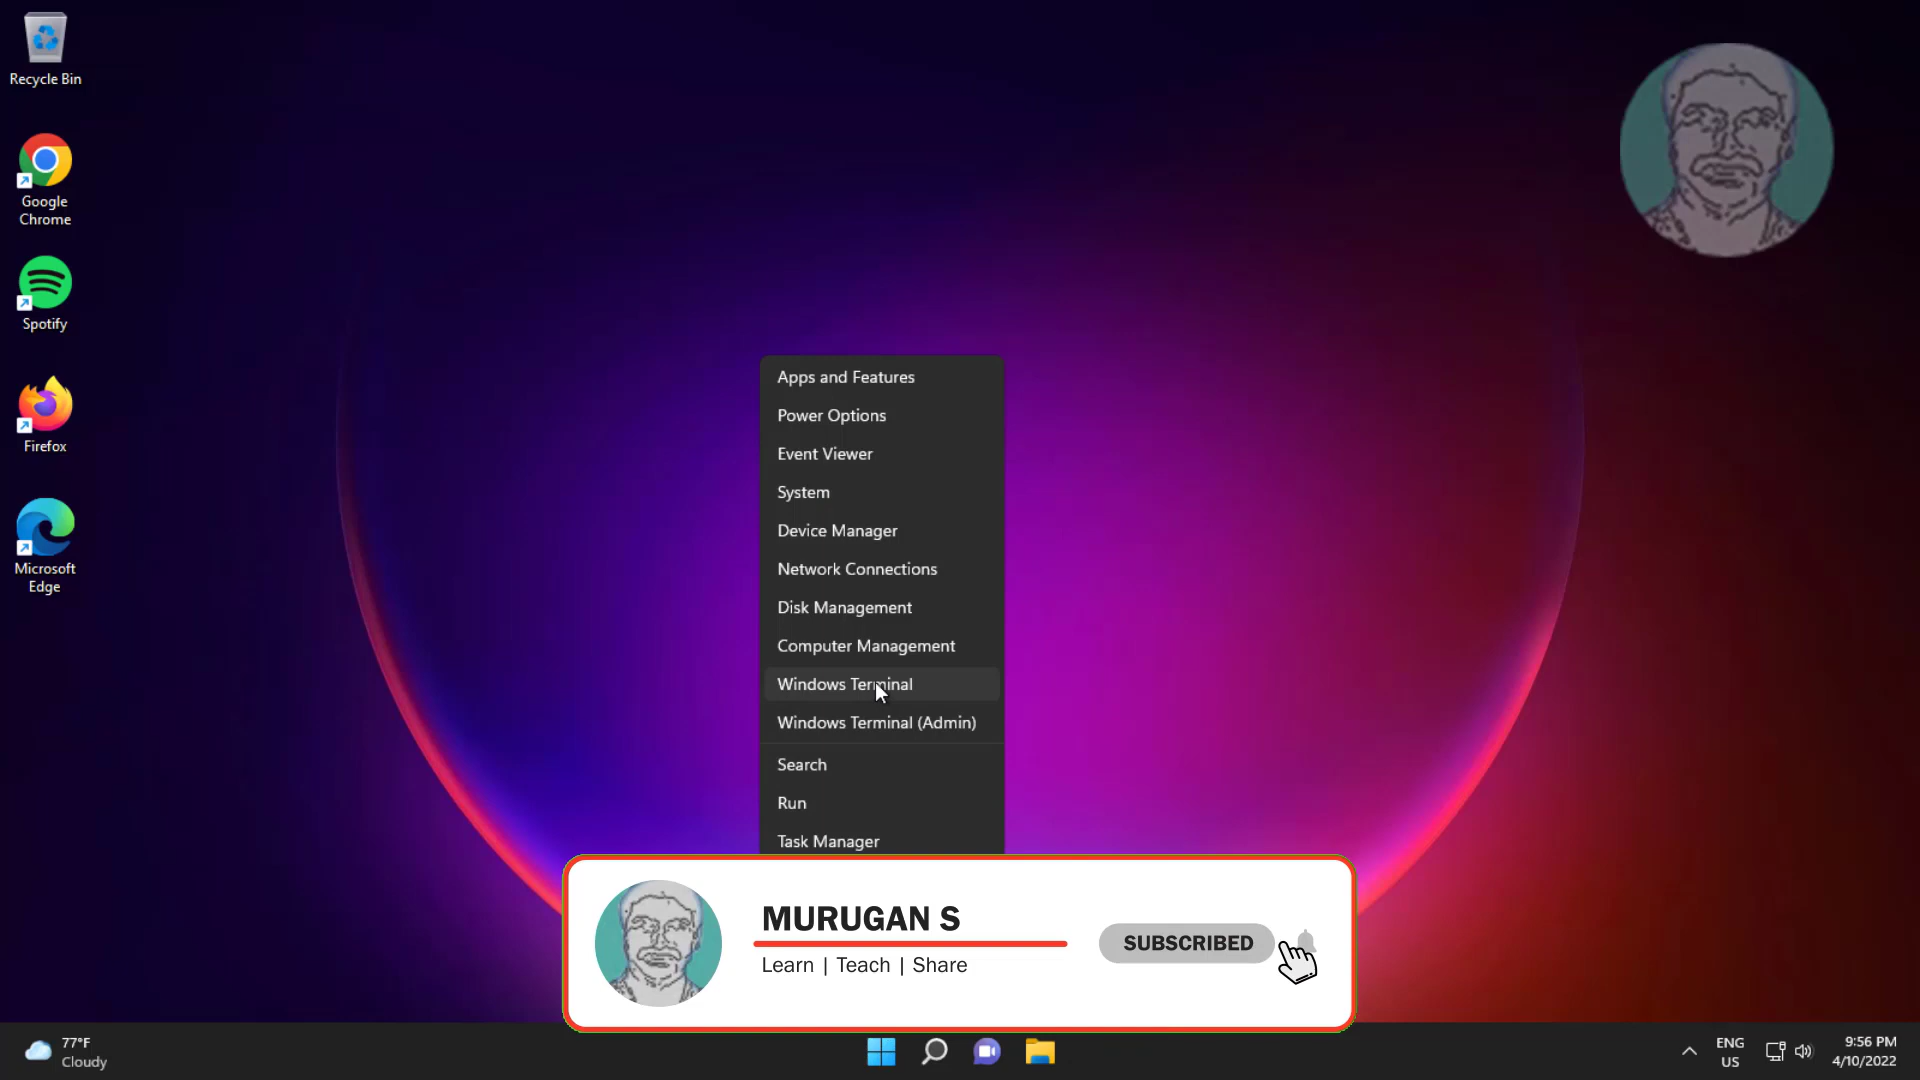 Recycle Bin
Google
Chrome
Spotify
Firefox
Microsoft
Edge
Apps and Features
Power Options
Event Viewer
System
Device Manager
Network Connections
Disk Management
Computer Management
Windows Terminal
Windows Terminal (Admin)
Search
Run
Task Manager
MURUGAN S
Learn | Teach | Share
SUBSCRIBED
77°F
Cloudy
ENG
US
9:56 PM
4/10/2022